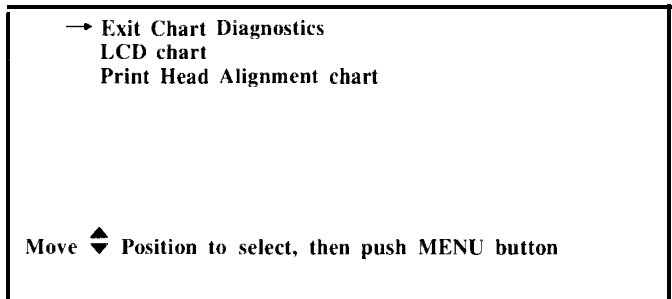 → Exit Chart Diagnostics
LCD chart
Print Head Alignment chart
Move ▲▼ Position to select, then push MENU button